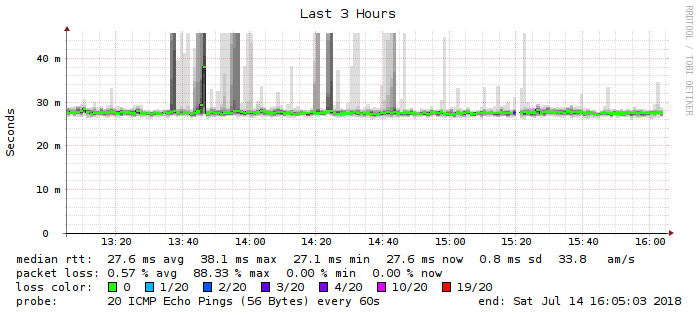 Last 3 Hours
RRDTOOL / TOBI OETIKER
Seconds
40 m
30 m
20 m
10 m
0
13:20 13:40 14:00 14:20 14:40 15:00 15:20 15:40 16:00
median rtt: 27.6 ms avg 38.1 ms max 27.1 ms min 27.6 ms now 0.8 ms sd 33.8 am/s
packet loss: 0.57 % avg 88.33 % max 0.00 % min 0.00 % now
loss color: 0 1/20 2/20 3/20 4/20 10/20 19/20
probe: 20 ICMP Echo Pings (56 Bytes) every 60s end: Sat Jul 14 16:05:03 2018